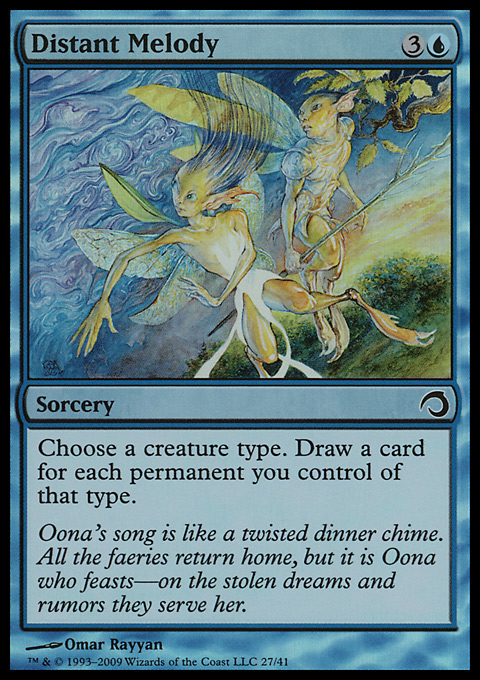 Distant Melody 3
Sorcery
Choose a creature type. Draw a card
for each permanent you control of
that type.
Oona's song is like a twisted dinner chime.
All the faeries return home, but it is Oona
who feasts—on the stolen dreams and
rumors they serve her.
Omar Rayyan
™ & © 1993–2009 Wizards of the Coast LLC 27/41